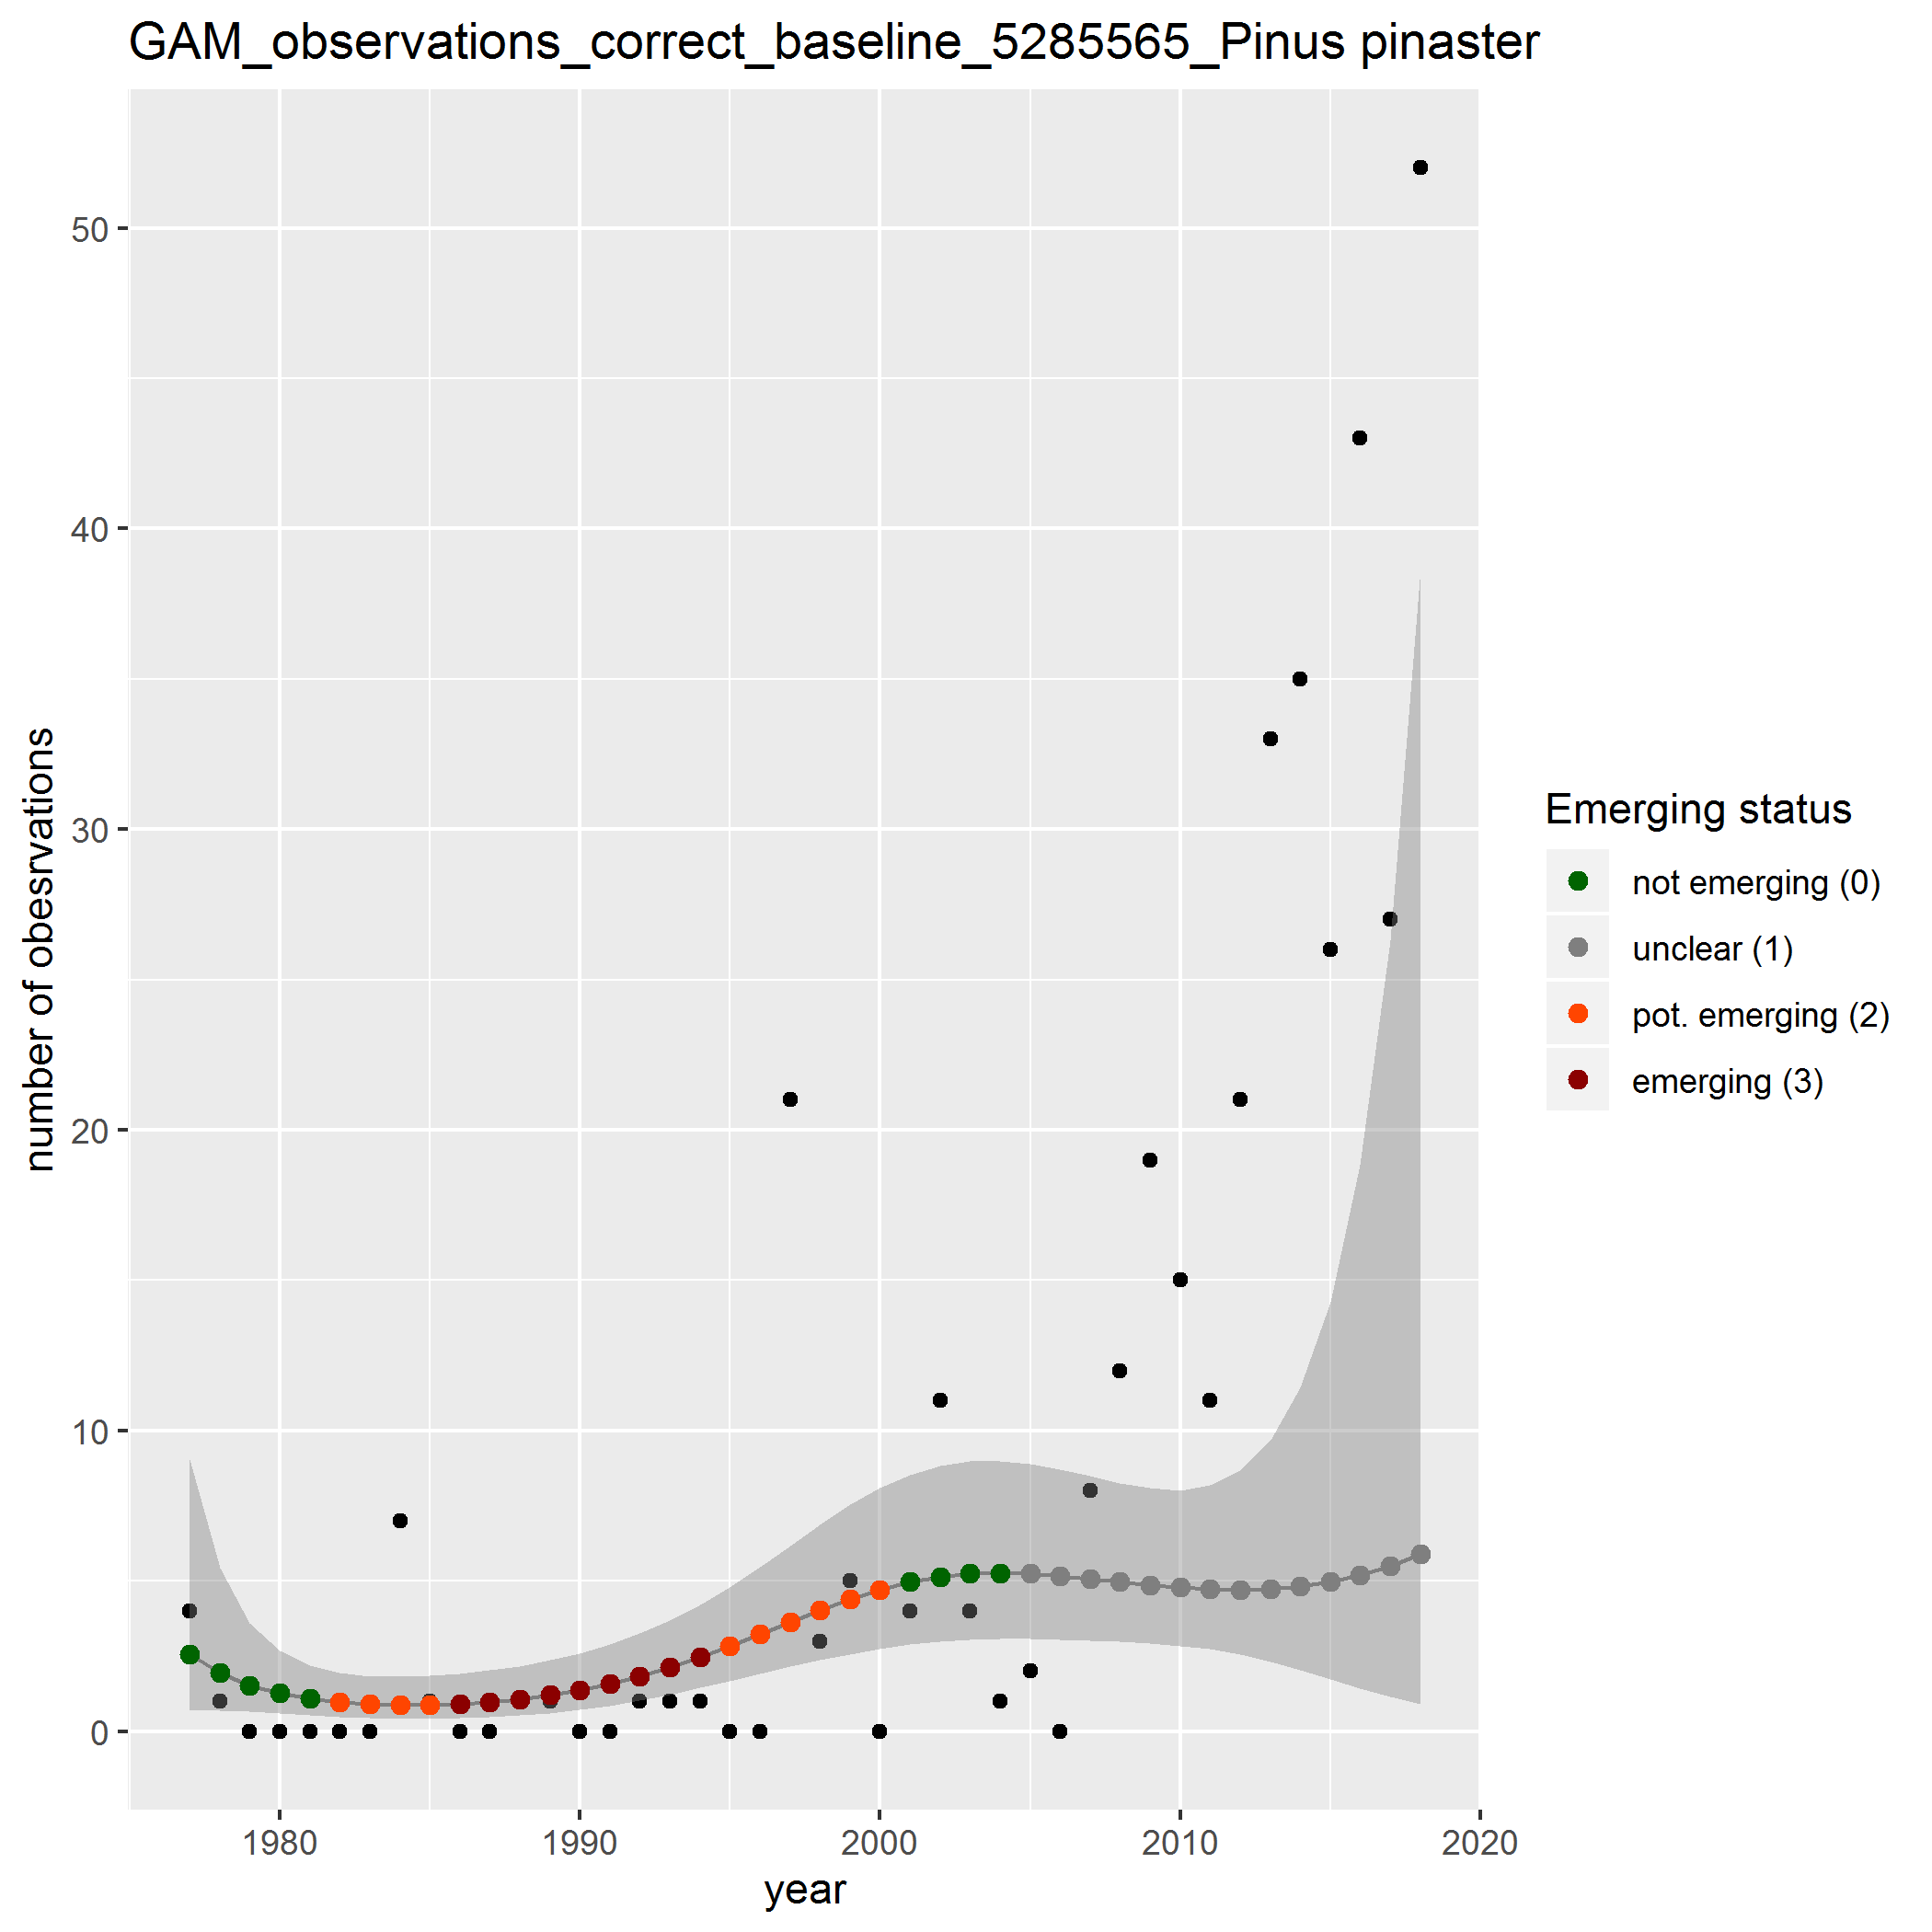 GAM_observations_correct_baseline_5285565_Pinus pinaster
number of obesrvations
50
40
30
20
10
0
1980
1990
2000
2010
2020
year
Emerging status
not emerging (0)
unclear (1)
pot. emerging (2)
emerging (3)